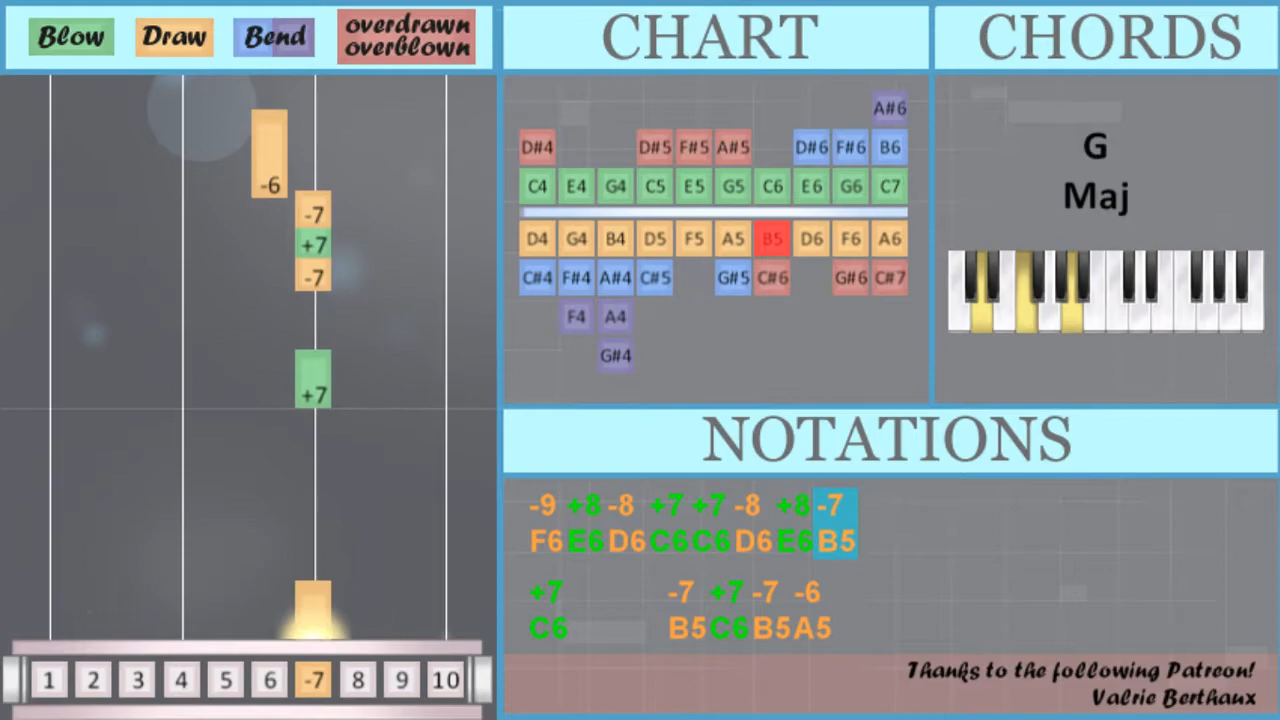 Blow Draw Bend overdrawn
overblown
CHART
CHORDS
-6
-7
+7
-7
+7
1 2 3 4 5 6 -7 8 9 10
A#6
D#4 D#5 F#5 A#5 D#6 F#6 B6
C4 E4 G4 C5 E5 G5 C6 E6 G6 C7
D4 G4 B4 D5 F5 A5 B5 D6 F6 A6
C#4 F#4 A#4 C#5 G#5 C#6 G#6 C#7
F4 A4
G#4
G
Maj
NOTATIONS
-9 +8 -8 +7 +7 -8 +8 -7
F6 E6 D6 C6 C6 D6 E6 B5
+7 -7 +7 -7 -6
C6 B5 C6 B5 A5
Thanks to the following Patreon!
Valrie Berthaux